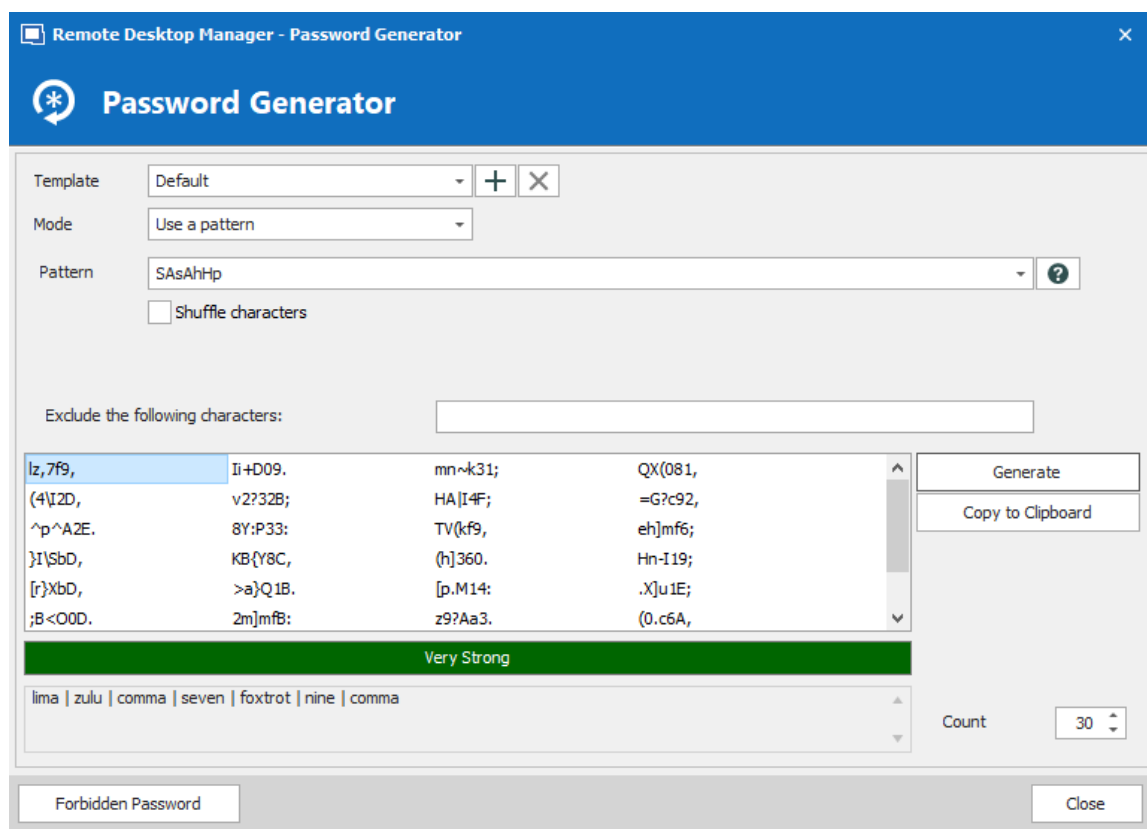 Remote Desktop Manager - Password Generator
Password Generator
Template Default
Mode Use a pattern
Pattern SAsAhHp
Shuffle characters
Exclude the following characters:
lz,7f9, Ii+D09. mn~k31; QX(081,
(4\I2D, v2?32B; HA|I4F; =G?c92,
^p^A2E. 8Y:P33: TV(kf9, eh]mf6;
}I\SbD, KB{Y8C, (h]360. Hn-I19;
[r}XbD, >a}Q1B. [p.M14: .X]u1E;
;B<O0D. 2m]mfB: z9?Aa3. (0.c6A,
Generate
Copy to Clipboard
Very Strong
lima | zulu | comma | seven | foxtrot | nine | comma
Count 30
Forbidden Password
Close